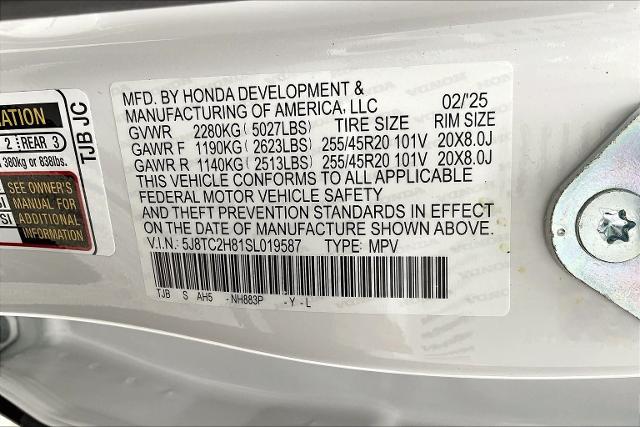 MFD. BY HONDA DEVELOPMENT &
MANUFACTURING OF AMERICA, LLC 02/'25
GVWR 2280KG ( 5027LBS) TIRE SIZE RIM SIZE
GAWR F 1190KG ( 2623LBS) 255/45R20 101V 20X8.0J
GAWR R 1140KG ( 2513LBS) 255/45R20 101V 20X8.0J
THIS VEHICLE CONFORMS TO ALL APPLICABLE
FEDERAL MOTOR VEHICLE SAFETY
AND THEFT PREVENTION STANDARDS IN EFFECT
ON THE DATE OF MANUFACTURE SHOWN ABOVE.
V.I.N.: 5J8TC2H81SL019587 TYPE: MPV
TJB S AH5 -NH883P -Y-L
2 REAR 3
380kg or 838lbs.
SEE OWNER'S
MANUAL FOR
ADDITIONAL
INFORMATION
TJB JC